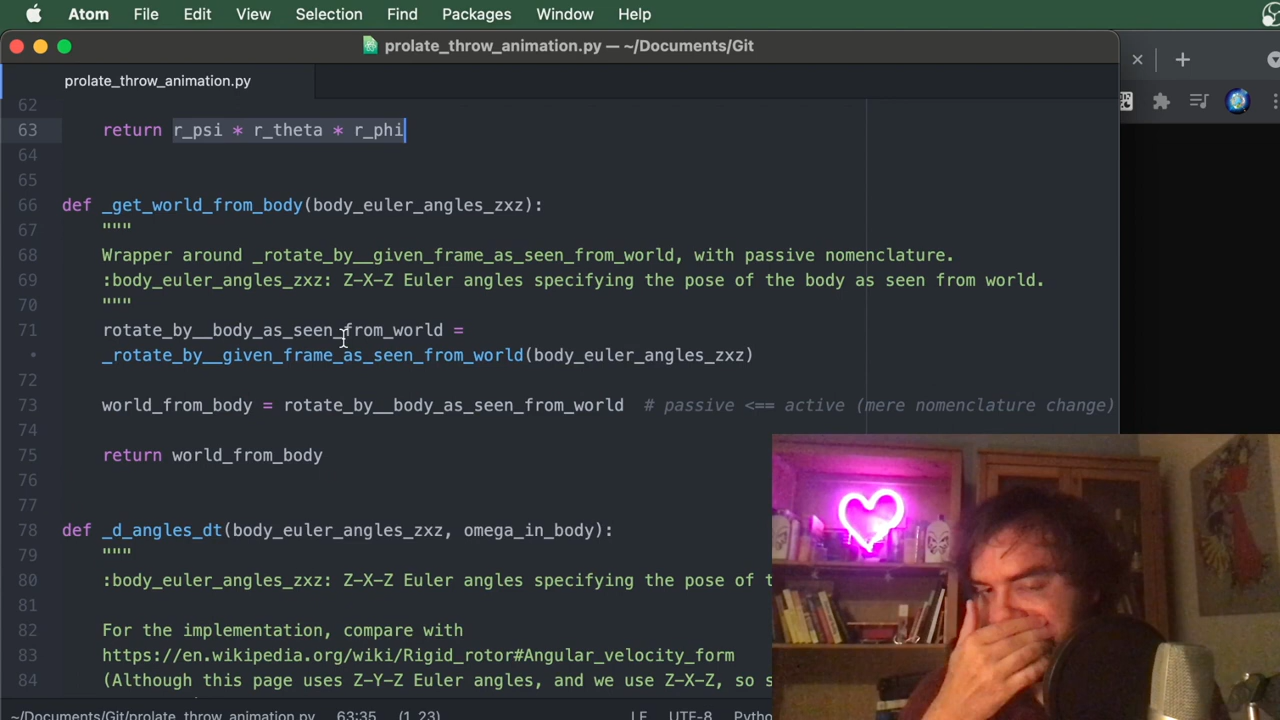 Atom File Edit View Selection Find Packages Window Help
prolate_throw_animation.py — ~/Documents/Git
prolate_throw_animation.py
62
63 return r_psi * r_theta * r_phi
64
65
66 def _get_world_from_body(body_euler_angles_zxz):
67 """
68 Wrapper around _rotate_by__given_frame_as_seen_from_world, with passive nomenclature.
69 :body_euler_angles_zxz: Z-X-Z Euler angles specifying the pose of the body as seen from world.
70 """
71 rotate_by__body_as_seen_from_world =
• _rotate_by__given_frame_as_seen_from_world(body_euler_angles_zxz)
72
73 world_from_body = rotate_by__body_as_seen_from_world # passive <== active (mere nomenclature change)
74
75 return world_from_body
76
77
78 def _d_angles_dt(body_euler_angles_zxz, omega_in_body):
79 """
80 :body_euler_angles_zxz: Z-X-Z Euler angles specifying the pose of t
81
82 For the implementation, compare with
83 https://en.wikipedia.org/wiki/Rigid_rotor#Angular_velocity_form
84 (Although this page uses Z-Y-Z Euler angles, and we use Z-X-Z, so s
~/Documents/Git/prolate_throw_animation.py 63:35 (1, 23) LF UTF-8 Python